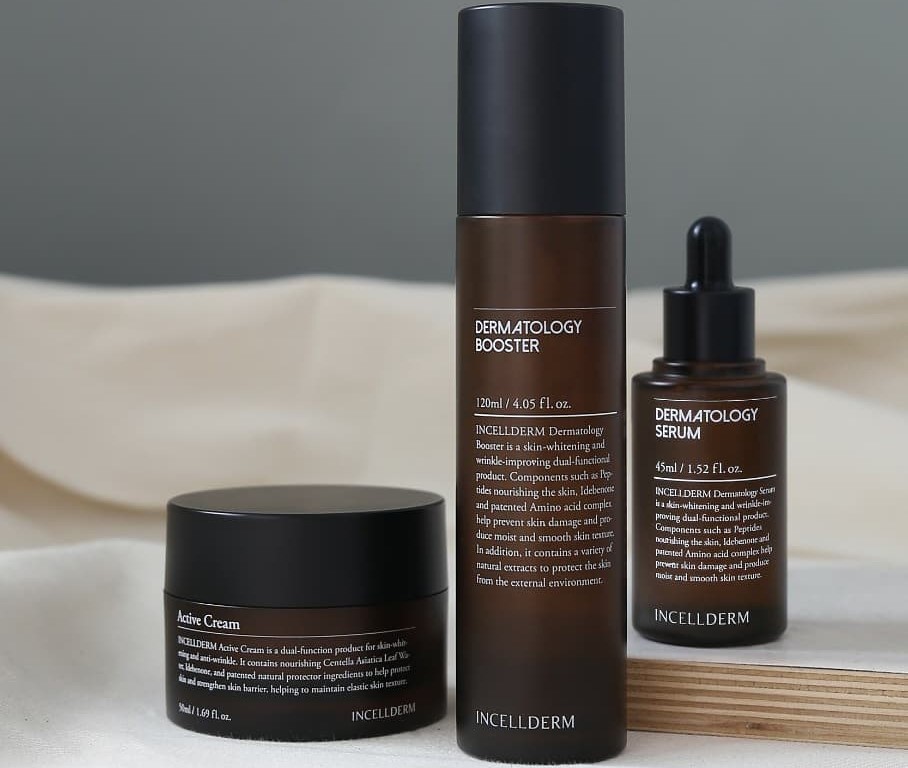 Active Cream
INCELLDERM Active Cream is a dual-function product for skin-whit-
ening and anti-wrinkle. It contains nourishing Centella Asiatica Leaf Wa-
ter, Idebenone, and patented natural protector ingredients to help protect
skin and strengthen skin barrier, helping to maintain elastic skin texture.
50ml / 1.69 fl. oz.
INCELLDERM
DERMATOLOGY
BOOSTER
120ml / 4.05 fl. oz.
INCELLDERM Dermatology
Booster is a skin-whitening and
wrinkle-improving dual-functional
product. Components such as Pep-
tides nourishing the skin, Idebenone
and patented Amino acid complex
help prevent skin damage and pro-
duce moist and smooth skin texture.
In addition, it contains a variety of
natural extracts to protect the skin
from the external environment.
INCELLDERM
DERMATOLOGY
SERUM
45ml / 1.52 fl. oz.
INCELLDERM Dermatology Serum
is a skin-whitening and wrinkle-im-
proving dual-functional product.
Components such as Peptides
nourishing the skin, Idebenone and
patented Amino acid complex help
prevent skin damage and produce
moist and smooth skin texture.
INCELLDERM